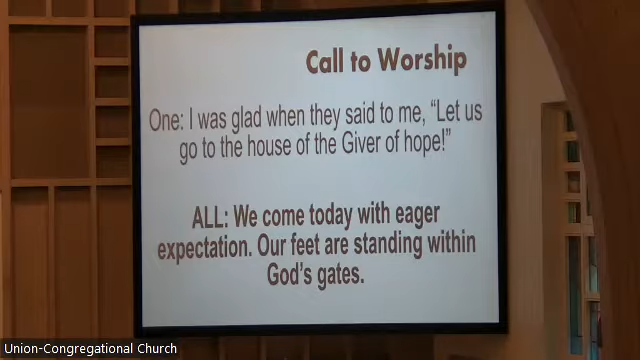 Call to Worship
One: I was glad when they said to me, “Let us
go to the house of the Giver of hope!”
ALL: We come today with eager
expectation. Our feet are standing within
God’s gates.
Union-Congregational Church